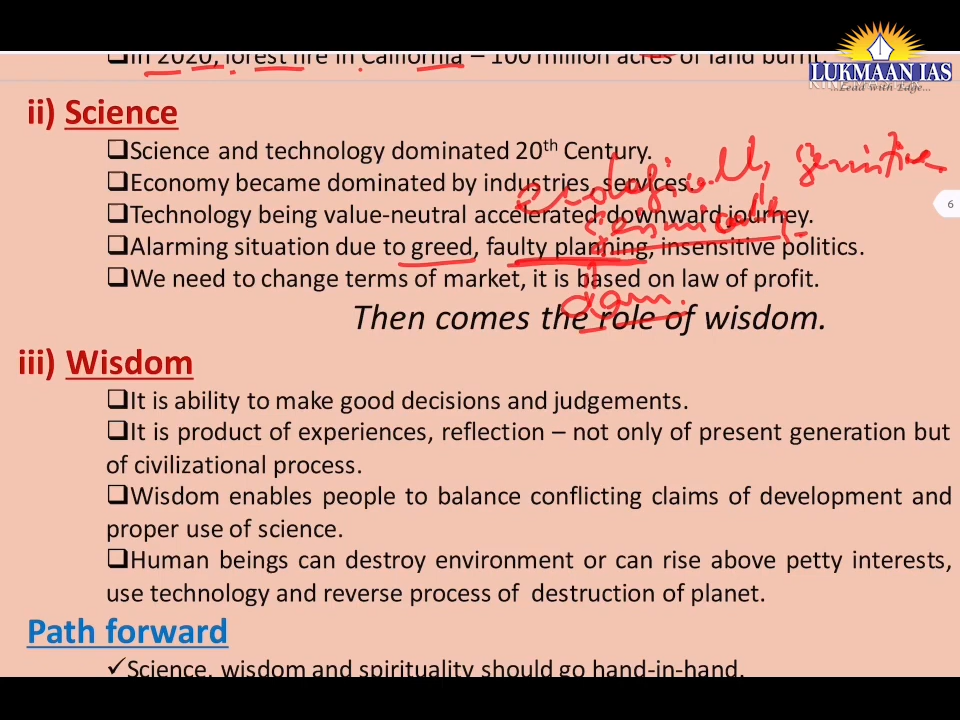 ❑In 2020, forest fire in California – 100 million acres of land burnt.
LUKMAAN IAS
...Lead with Edge...
ii) Science
❑Science and technology dominated 20th Century.
❑Economy became dominated by industries, services.
❑Technology being value-neutral accelerated downward journey.
❑Alarming situation due to greed, faulty planning, insensitive politics.
❑We need to change terms of market, it is based on law of profit.
ecologically sensitive
seismically
dam.
6
Then comes the role of wisdom.
iii) Wisdom
❑It is ability to make good decisions and judgements.
❑It is product of experiences, reflection – not only of present generation but
of civilizational process.
❑Wisdom enables people to balance conflicting claims of development and
proper use of science.
❑Human beings can destroy environment or can rise above petty interests,
use technology and reverse process of destruction of planet.
Path forward
✓Science, wisdom and spirituality should go hand-in-hand.